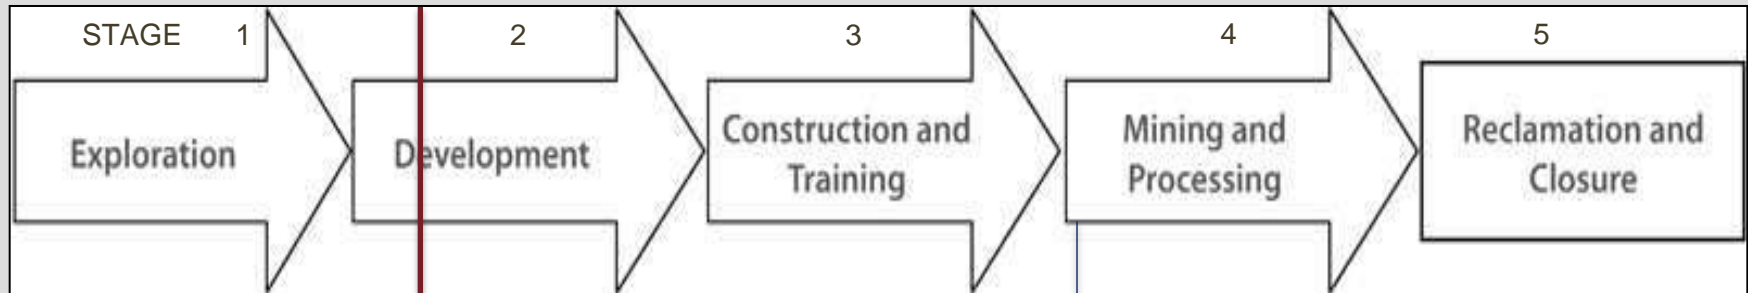 STAGE 1 2 3 4 5
Exploration
Development
Construction and
Training
Mining and
Processing
Reclamation and
Closure